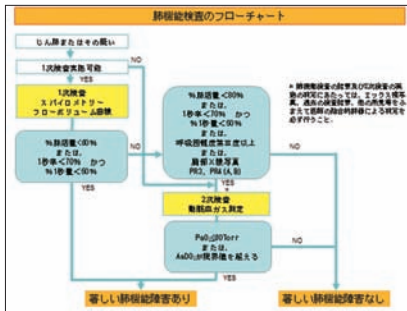 肺機能検査のフローチャート
じん肺またはその疑い
1次検査実施可能
NO
YES
1次検査
スパイロメトリー
フローボリューム曲線
%肺活量<60%
または、
1秒率<70% かつ
%1秒量<50%
NO
YES
%肺活量<80%
または、
1秒率<70% かつ
%1秒量<80%
または、
呼吸困難度第Ⅲ度以上
または、
胸部X線写真
PR3, PR4 (A, B)
NO
YES
2次検査
動脈血ガス測定
PaO₂≦60Torr
または、
AaDO₂が限界値を超える
NO
YES
著しい肺機能障害あり
著しい肺機能障害なし